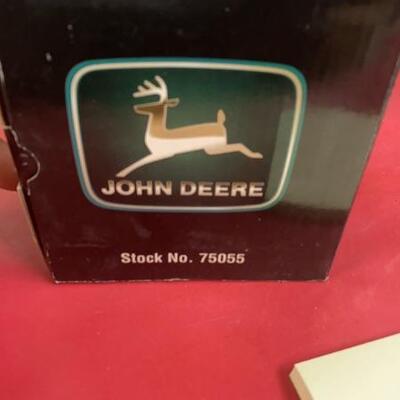 JOHN DEERE
Stock No. 75055